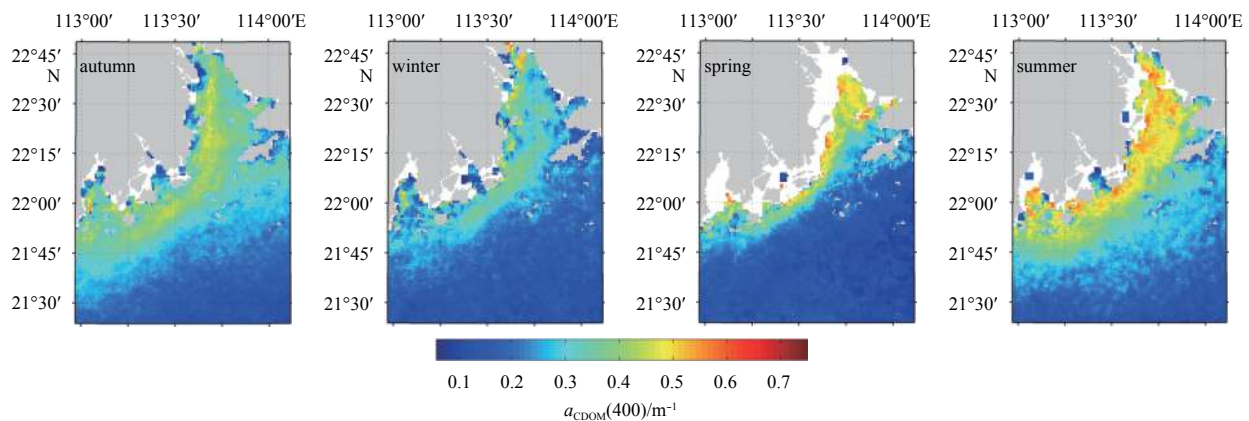 113°00′ 113°30′ 114°00′E 113°00′ 113°30′ 114°00′E 113°00′ 113°30′ 114°00′E 113°00′ 113°30′ 114°00′E
22°45′ 22°45′ 22°45′ 22°45′
N autumn N winter N spring N summer
22°30′ 22°30′ 22°30′ 22°30′
22°15′ 22°15′ 22°15′ 22°15′
22°00′ 22°00′ 22°00′ 22°00′
21°45′ 21°45′ 21°45′ 21°45′
21°30′ 21°30′ 21°30′ 21°30′
0.1 0.2 0.3 0.4 0.5 0.6 0.7
aCDOM(400)/m⁻¹